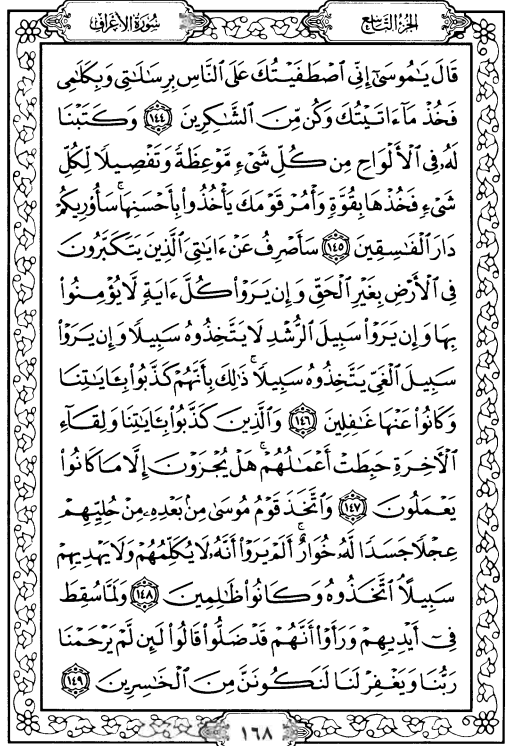 الجزء التاسع
سورة الأعراف
قَالَ يَٰمُوسَىٰٓ إِنِّي ٱصۡطَفَيۡتُكَ عَلَى ٱلنَّاسِ بِرِسَٰلَٰتِي وَبِكَلَٰمِي
فَخُذۡ مَآ ءَاتَيۡتُكَ وَكُن مِّنَ ٱلشَّٰكِرِينَ ١٤٤ وَكَتَبۡنَا
لَهُۥ فِي ٱلۡأَلۡوَاحِ مِن كُلِّ شَيۡءٖ مَّوۡعِظَةٗ وَتَفۡصِيلٗا لِّكُلِّ
شَيۡءٖ فَخُذۡهَا بِقُوَّةٖ وَأۡمُرۡ قَوۡمَكَ يَأۡخُذُواْ بِأَحۡسَنِهَاۚ سَأُوْرِيكُمۡ
دَارَ ٱلۡفَٰسِقِينَ ١٤٥ سَأَصۡرِفُ عَنۡ ءَايَٰتِيَ ٱلَّذِينَ يَتَكَبَّرُونَ
فِي ٱلۡأَرۡضِ بِغَيۡرِ ٱلۡحَقِّ وَإِن يَرَوۡاْ كُلَّ ءَايَةٖ لَّا يُؤۡمِنُواْ
بِهَا وَإِن يَرَوۡاْ سَبِيلَ ٱلرُّشۡدِ لَا يَتَّخِذُوهُ سَبِيلٗا وَإِن يَرَوۡاْ
سَبِيلَ ٱلۡغَيِّ يَتَّخِذُوهُ سَبِيلٗاۚ ذَٰلِكَ بِأَنَّهُمۡ كَذَّبُواْ بِـَٔايَٰتِنَا
وَكَانُواْ عَنۡهَا غَٰفِلِينَ ١٤٦ وَٱلَّذِينَ كَذَّبُواْ بِـَٔايَٰتِنَا وَلِقَآءِ
ٱلۡأٓخِرَةِ حَبِطَتۡ أَعۡمَٰلُهُمۡۚ هَلۡ يُجۡزَوۡنَ إِلَّا مَا كَانُواْ
يَعۡمَلُونَ ١٤٧ وَٱتَّخَذَ قَوۡمُ مُوسَىٰ مِنۢ بَعۡدِهِۦ مِنۡ حُلِيِّهِمۡ
عِجۡلٗا جَسَدٗا لَّهُۥ خُوَارٌۚ أَلَمۡ يَرَوۡاْ أَنَّهُۥ لَا يُكَلِّمُهُمۡ وَلَا يَهۡدِيهِمۡ
سَبِيلًاۘ ٱتَّخَذُوهُ وَكَانُواْ ظَٰلِمِينَ ١٤٨ وَلَمَّا سُقِطَ
فِيٓ أَيۡدِيهِمۡ وَرَأَوۡاْ أَنَّهُمۡ قَدۡ ضَلُّواْ قَالُواْ لَئِن لَّمۡ يَرۡحَمۡنَا
رَبُّنَا وَيَغۡفِرۡ لَنَا لَنَكُونَنَّ مِنَ ٱلۡخَٰسِرِينَ ١٤٩
١٦٨